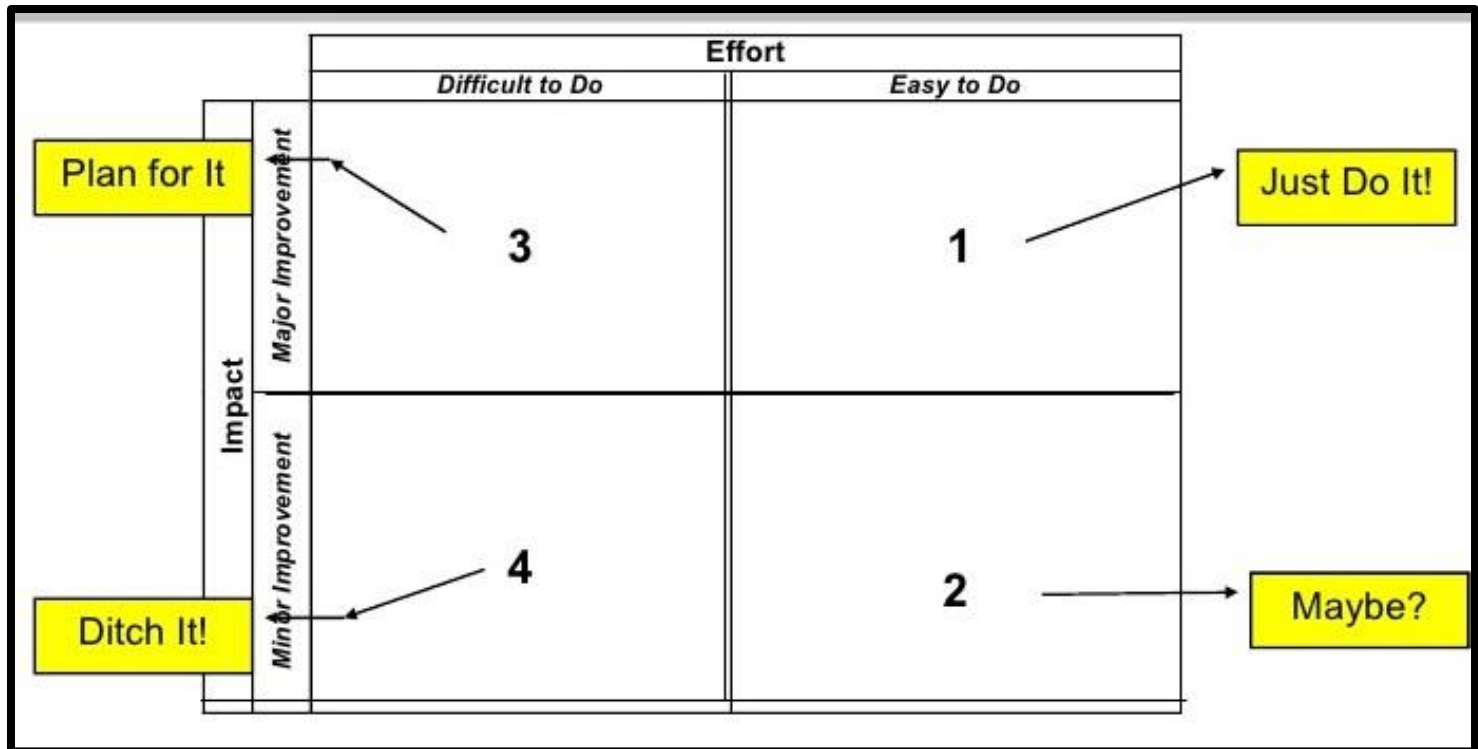 Effort
Difficult to Do
Easy to Do
Plan for It
Major Improvement
3
1
Just Do It!
Impact
Ditch It!
Minor Improvement
4
2
Maybe?